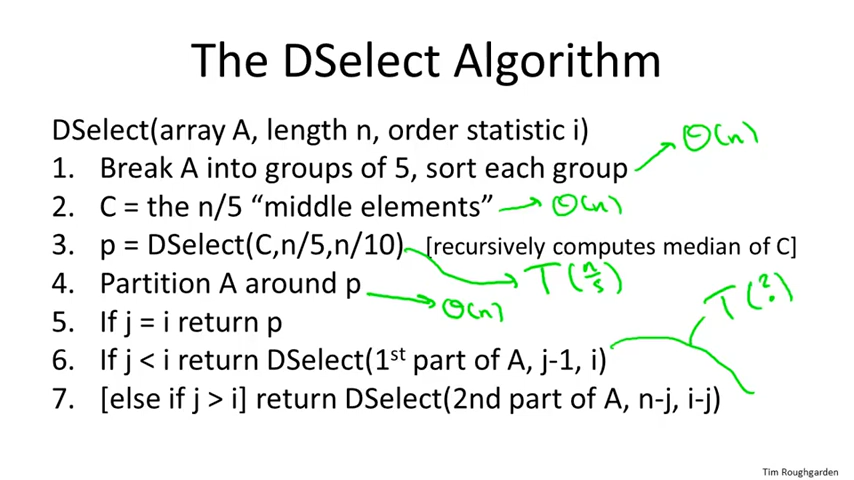 The DSelect Algorithm
DSelect(array A, length n, order statistic i)
Θ(n)
1. Break A into groups of 5, sort each group
2. C = the n/5 “middle elements”
Θ(n)
3. p = DSelect(C,n/5,n/10) [recursively computes median of C]
T(n/5)
4. Partition A around p
Θ(n)
T(?)
5. If j = i return p
6. If j < i return DSelect(1st part of A, j-1, i)
7. [else if j > i] return DSelect(2nd part of A, n-j, i-j)
Tim Roughgarden